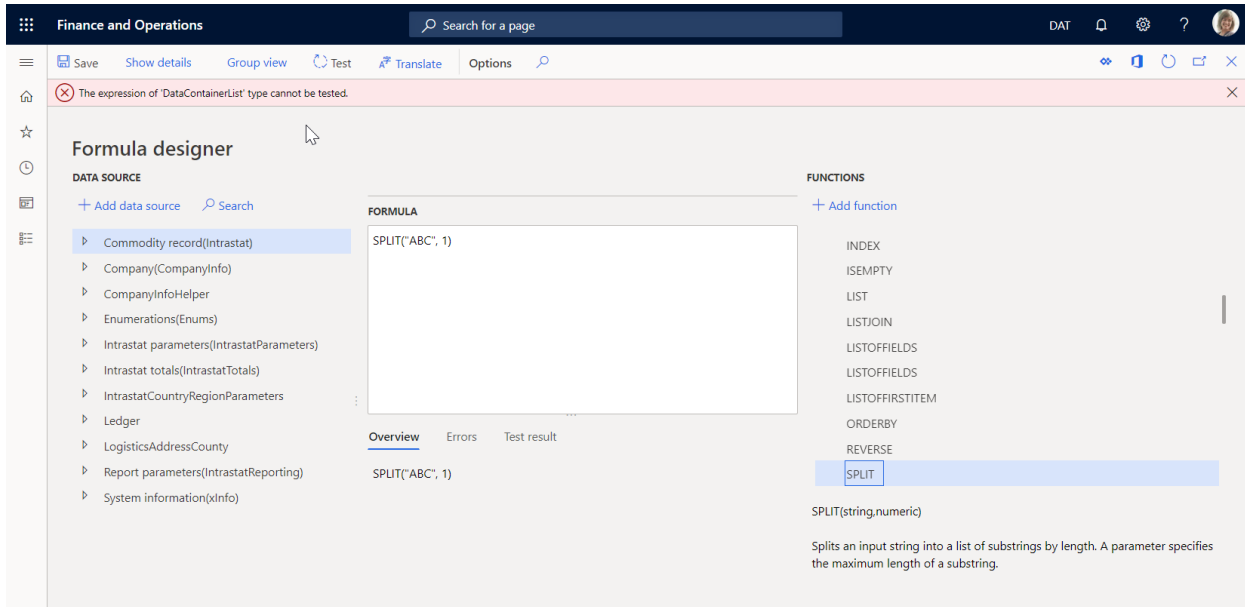 Finance and Operations
Search for a page
DAT
Save
Show details
Group view
Test
Translate
Options
The expression of 'DataContainerList' type cannot be tested.
Formula designer
DATA SOURCE
Add data source
Search
Commodity record(Intrastat)
Company(CompanyInfo)
CompanyInfoHelper
Enumerations(Enums)
Intrastat parameters(IntrastatParameters)
Intrastat totals(IntrastatTotals)
IntrastatCountryRegionParameters
Ledger
LogisticsAddressCounty
Report parameters(IntrastatReporting)
System information(xInfo)
FORMULA
SPLIT("ABC", 1)
Overview
Errors
Test result
SPLIT("ABC", 1)
FUNCTIONS
Add function
INDEX
ISEMPTY
LIST
LISTJOIN
LISTOFFIELDS
LISTOFFIELDS
LISTOFFIRSTITEM
ORDERBY
REVERSE
SPLIT
SPLIT(string,numeric)
Splits an input string into a list of substrings by length. A parameter specifies
the maximum length of a substring.